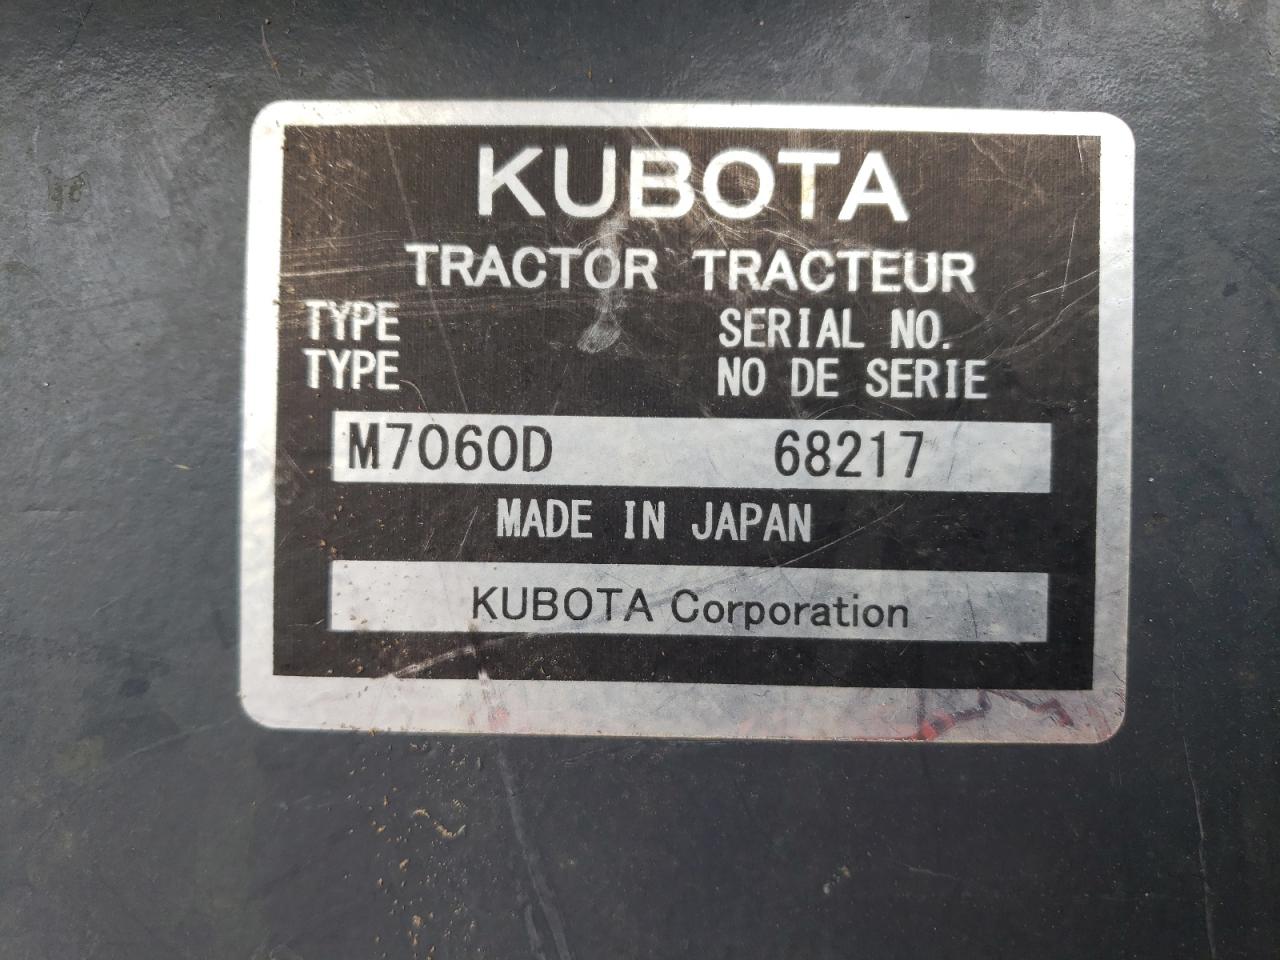 KUBOTA
TRACTOR TRACTEUR
TYPE SERIAL NO.
TYPE NO DE SERIE
M7060D 68217
MADE IN JAPAN
KUBOTA Corporation